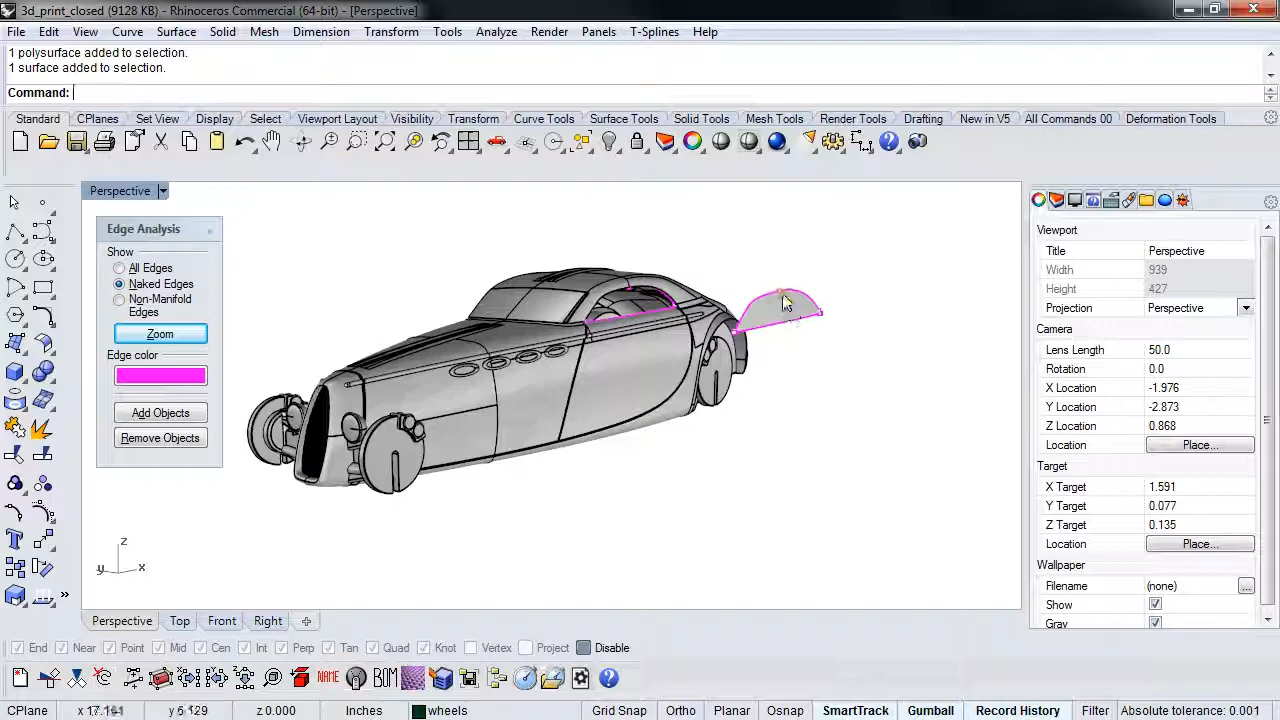 3d_print_closed (9128 KB) - Rhinoceros Commercial (64-bit) - [Perspective]
File Edit View Curve Surface Solid Mesh Dimension Transform Tools Analyze Render Panels T-Splines Help
1 polysurface added to selection.
1 surface added to selection.
Command:
Standard CPlanes Set View Display Select Viewport Layout Visibility Transform Curve Tools Surface Tools Solid Tools Mesh Tools Render Tools Drafting New in V5 All Commands 00 Deformation Tools
Perspective
Edge Analysis
Show
All Edges
Naked Edges
Non-Manifold
Edges
Zoom
Edge color
Add Objects
Remove Objects
z
y x
Viewport
Title Perspective
Width 939
Height 427
Projection Perspective
Camera
Lens Length 50.0
Rotation 0.0
X Location -1.976
Y Location -2.873
Z Location 0.868
Location Place...
Target
X Target 1.591
Y Target 0.077
Z Target 0.135
Location Place...
Wallpaper
Filename (none) ...
Show
Gray
Perspective Top Front Right
End Near Point Mid Cen Int Perp Tan Quad Knot Vertex Project Disable
NAME BOM
CPlane z 0.000 Inches wheels Grid Snap Ortho Planar Osnap SmartTrack Gumball Record History Filter Absolute tolerance: 0.001